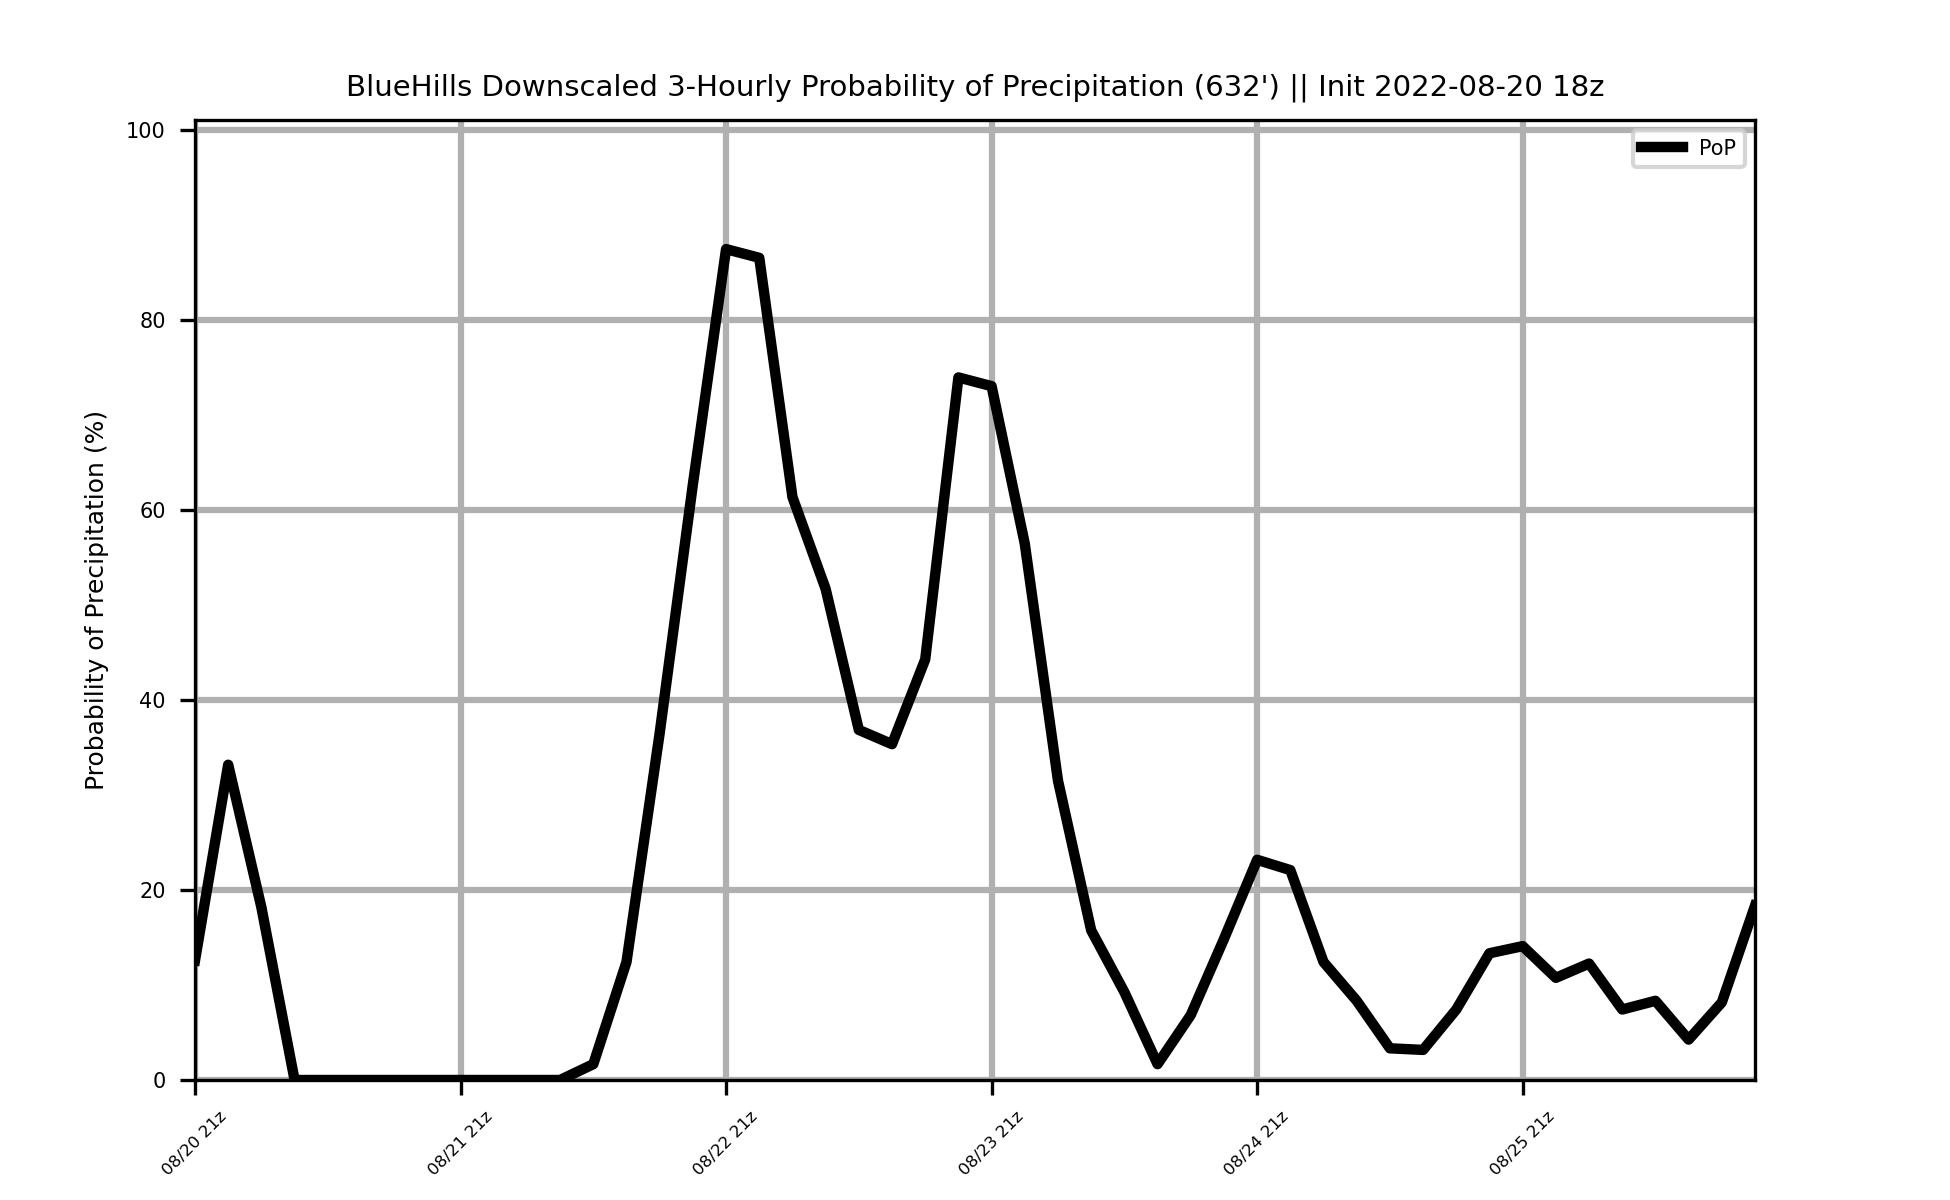 BlueHills Downscaled 3-Hourly Probability of Precipitation (632') || Init 2022-08-20 18z
PoP
Probability of Precipitation (%)
100
80
60
40
20
0
08/20 21z
08/21 21z
08/22 21z
08/23 21z
08/24 21z
08/25 21z